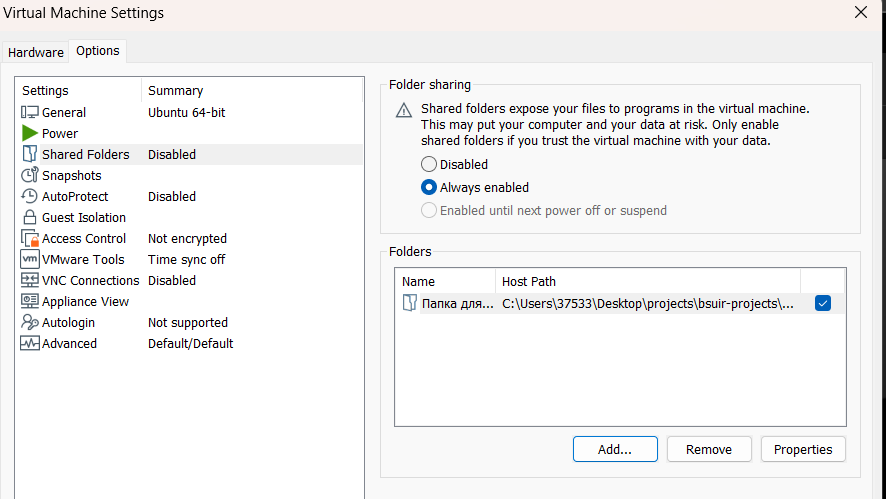 Virtual Machine Settings
Hardware Options
Settings Summary
General Ubuntu 64-bit
Power
Shared Folders Disabled
Snapshots
AutoProtect Disabled
Guest Isolation
Access Control Not encrypted
vm VMware Tools Time sync off
VNC Connections Disabled
Appliance View
Autologin Not supported
Advanced Default/Default
Folder sharing
Shared folders expose your files to programs in the virtual machine.
This may put your computer and your data at risk. Only enable
shared folders if you trust the virtual machine with your data.
Disabled
Always enabled
Enabled until next power off or suspend
Folders
Name Host Path
Папка для... C:\Users\37533\Desktop\projects\bsuir-projects\...
Add... Remove Properties